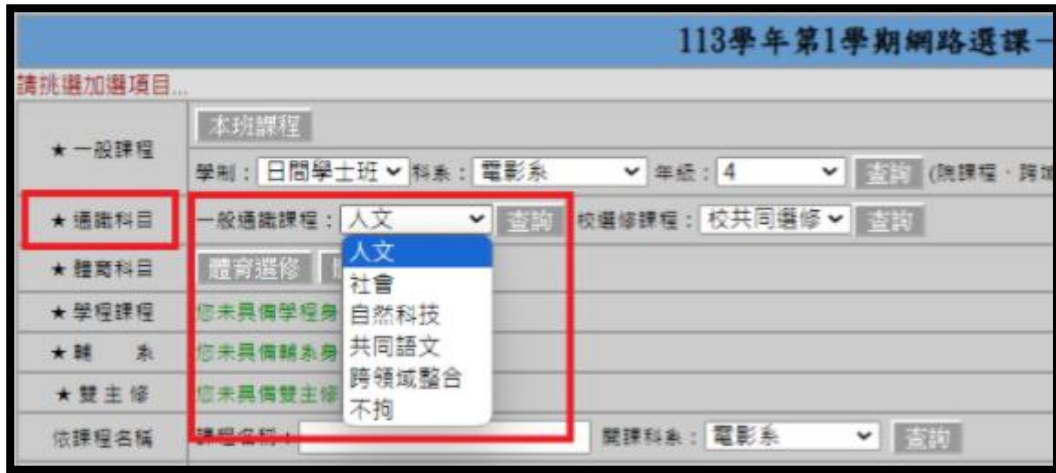 113學年第1學期網路選課－
請挑選加選項目...
★一般課程
本班課程
學制：日間學士班 科系：電影系 年級：4 查詢 (院課程、跨域
★通識科目 一般通識課程：人文 查詢 校選修課程：校共同選修 查詢
人文
社會
自然科技
共同語文
跨領域整合
不拘
★體育科目 體育選修
★學程課程 您未具備學程身
★輔 系 您未具備輔系身
★雙主修 您未具備雙主修
依課程名稱 課程名稱： 開課科系：電影系 查詢